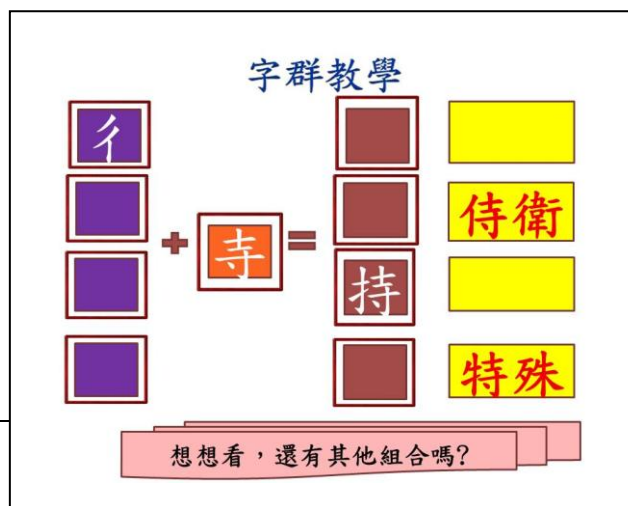 字群教學
彳
侍衛
+ 寺 =
持
特殊
想想看，還有其他組合嗎?